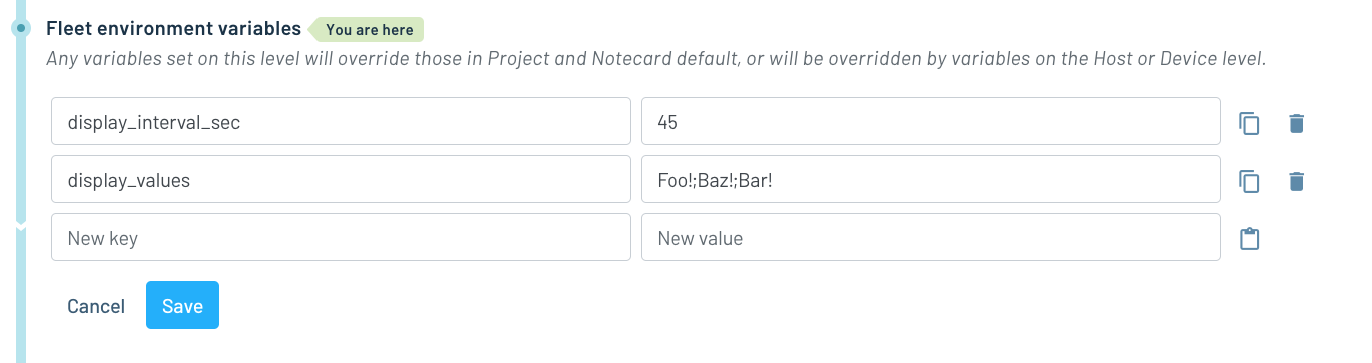 Fleet environment variables You are here
Any variables set on this level will override those in Project and Notecard default, or will be overridden by variables on the Host or Device level.
display_interval_sec 45
display_values Foo!;Baz!;Bar!
New key New value
Cancel Save